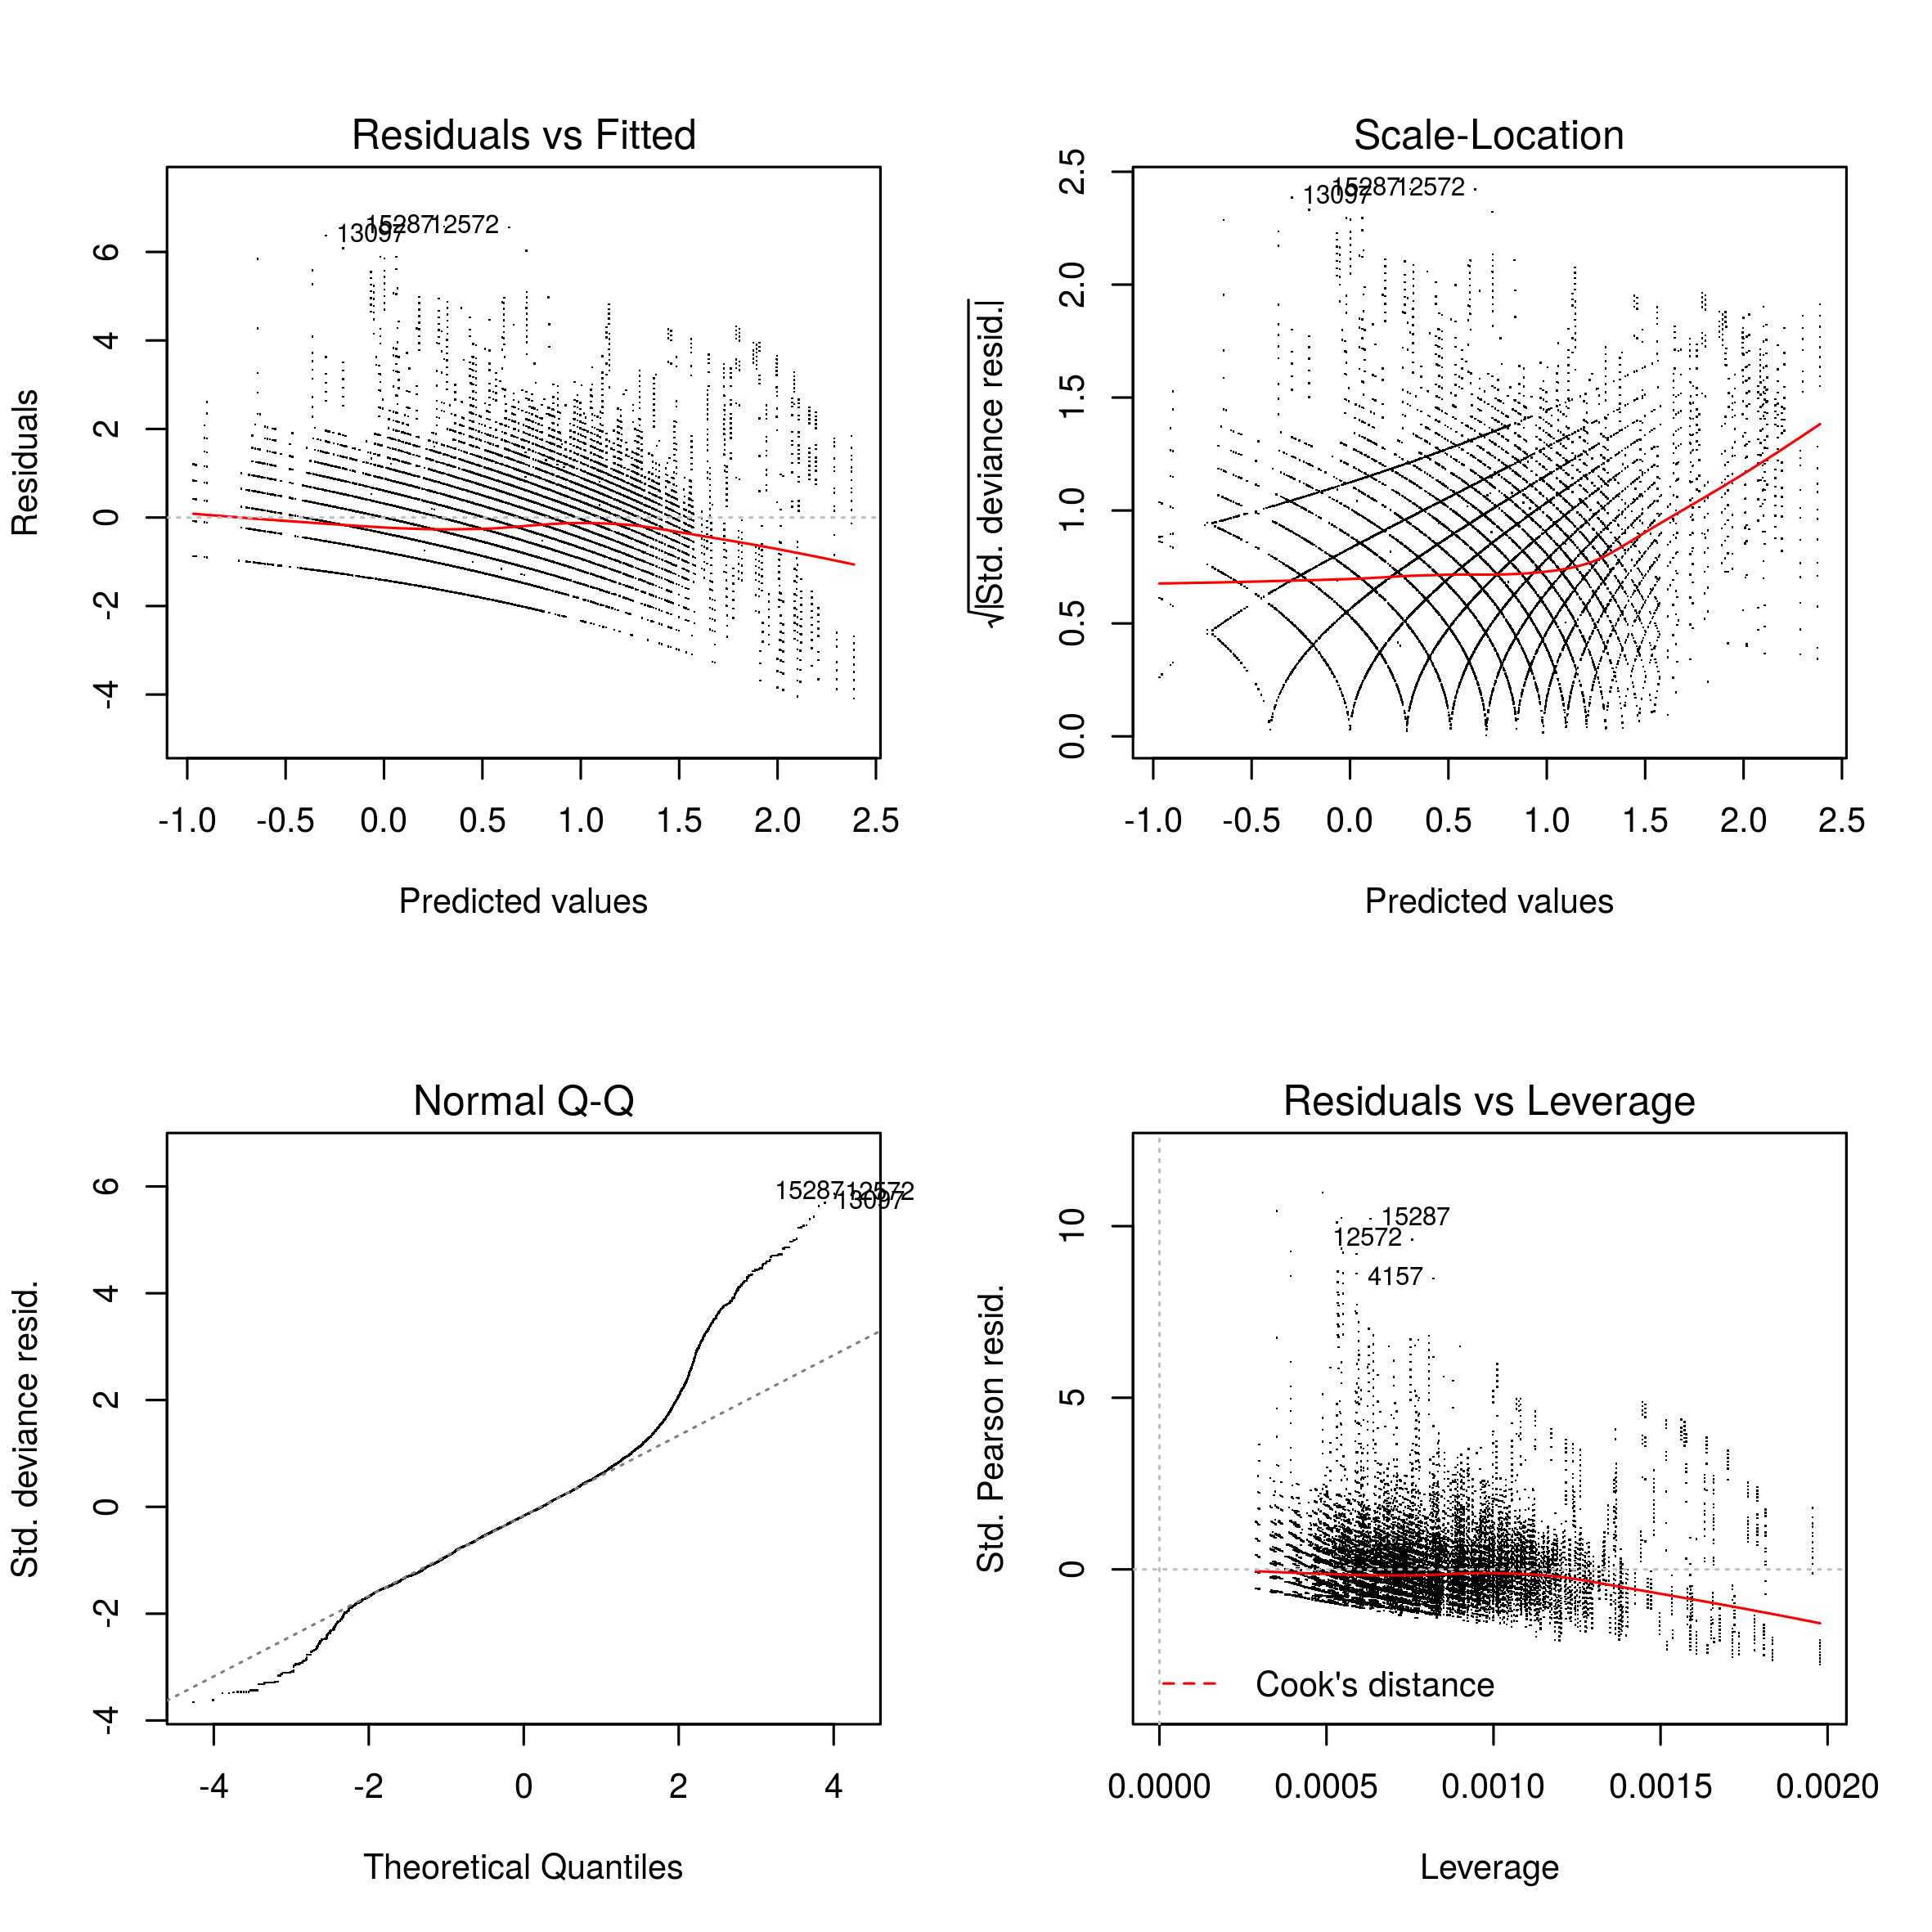 Residuals vs Fitted
Residuals
6
4
2
0
-2
-4
13097
15287
12572
-1.0 -0.5 0.0 0.5 1.0 1.5 2.0 2.5
Predicted values
Scale-Location
√|Std. deviance resid.|
2.5
2.0
1.5
1.0
0.5
0.0
13097
15287
12572
-1.0 -0.5 0.0 0.5 1.0 1.5 2.0 2.5
Predicted values
Normal Q-Q
Std. deviance resid.
6
4
2
0
-2
-4
15287
12572
13097
-4 -2 0 2 4
Theoretical Quantiles
Residuals vs Leverage
Std. Pearson resid.
10
5
0
15287
12572
4157
Cook's distance
0.0000 0.0005 0.0010 0.0015 0.0020
Leverage